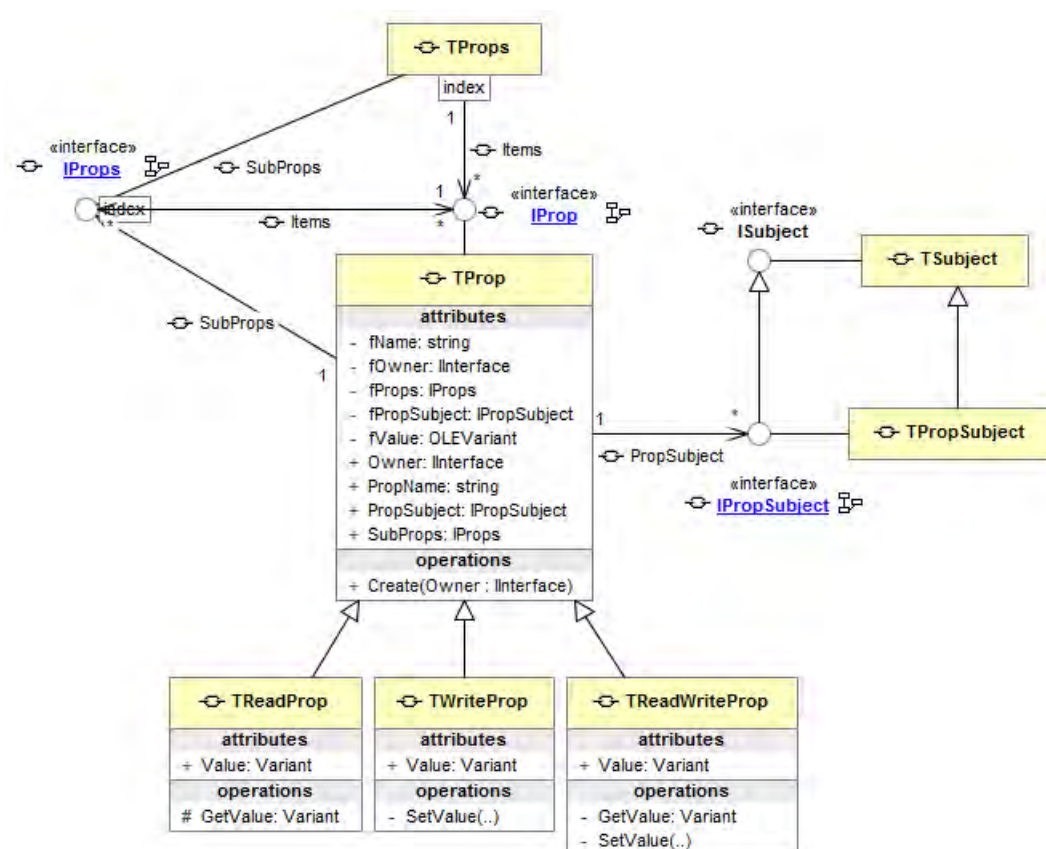 TProps
index
1
Items
*
«interface»
IProps
SubProps
index
*
1
*
Items
«interface»
IProp
SubProps
1
TProp
attributes
- fName: string
- fOwner: IInterface
- fProps: IProps
- fPropSubject: IPropSubject
- fValue: OLEVariant
+ Owner: IInterface
+ PropName: string
+ PropSubject: IPropSubject
+ SubProps: IProps
operations
+ Create(Owner : IInterface)
«interface»
ISubject
TSubject
1
*
PropSubject
TPropSubject
«interface»
IPropSubject
TReadProp
attributes
+ Value: Variant
operations
# GetValue: Variant
TWriteProp
attributes
+ Value: Variant
operations
- SetValue(..)
TReadWriteProp
attributes
+ Value: Variant
operations
- GetValue: Variant
- SetValue(..)